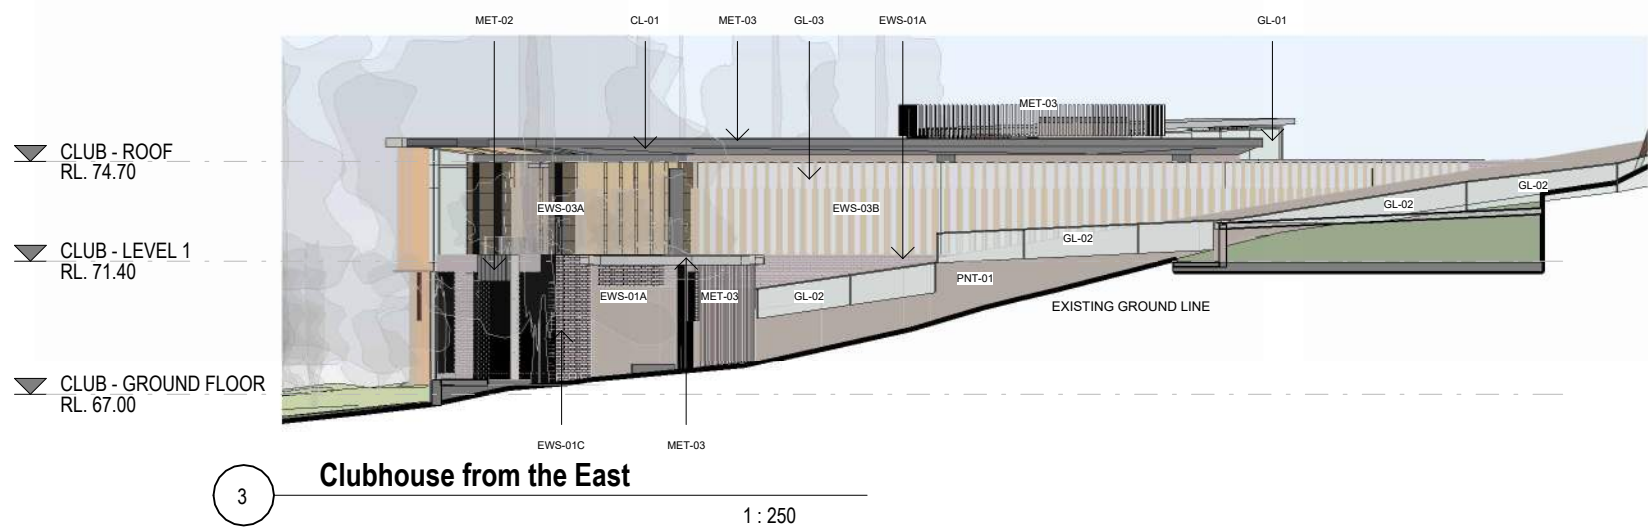 MET-02 CL-01 MET-03 GL-03 EWS-01A GL-01
MET-03
CLUB - ROOF
RL. 74.70
GL-02
EWS-03A EWS-03B GL-02
GL-02
CLUB - LEVEL 1
RL. 71.40
PNT-01
EWS-01A MET-03 GL-02
EXISTING GROUND LINE
CLUB - GROUND FLOOR
RL. 67.00
EWS-01C MET-03
3 Clubhouse from the East
1 : 250